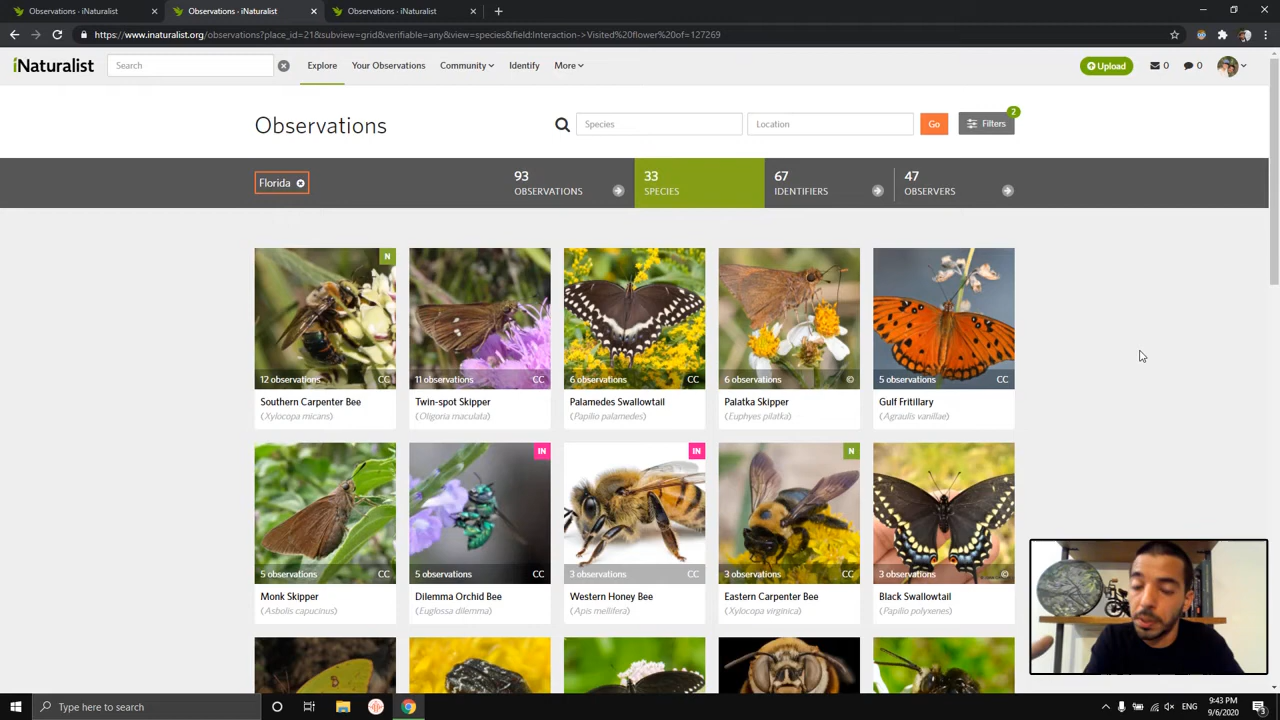 Observations · iNaturalist
Observations · iNaturalist
Observations · iNaturalist
https://www.inaturalist.org/observations?place_id=21&subview=grid&verifiable=any&view=species&field:Interaction->Visited%20flower%20of=127269
iNaturalist
Search
Explore
Your Observations
Community
Identify
More
Upload
0
0
Observations
Species
Location
Go
Filters
2
Florida
93
OBSERVATIONS
33
SPECIES
67
IDENTIFIERS
47
OBSERVERS
N
12 observations
CC
11 observations
CC
6 observations
CC
6 observations
©
5 observations
CC
Southern Carpenter Bee
(Xylocopa micans)
Twin-spot Skipper
(Oligoria maculata)
Palamedes Swallowtail
(Papilio palamedes)
Palatka Skipper
(Euphyes pilatka)
Gulf Fritillary
(Agraulis vanillae)
IN
IN
N
5 observations
CC
5 observations
CC
3 observations
CC
3 observations
CC
3 observations
©
Monk Skipper
(Asbolis capucinus)
Dilemma Orchid Bee
(Euglossa dilemma)
Western Honey Bee
(Apis mellifera)
Eastern Carpenter Bee
(Xylocopa virginica)
Black Swallowtail
(Papilio polyxenes)
Type here to search
ENG
9:43 PM
9/6/2020
3